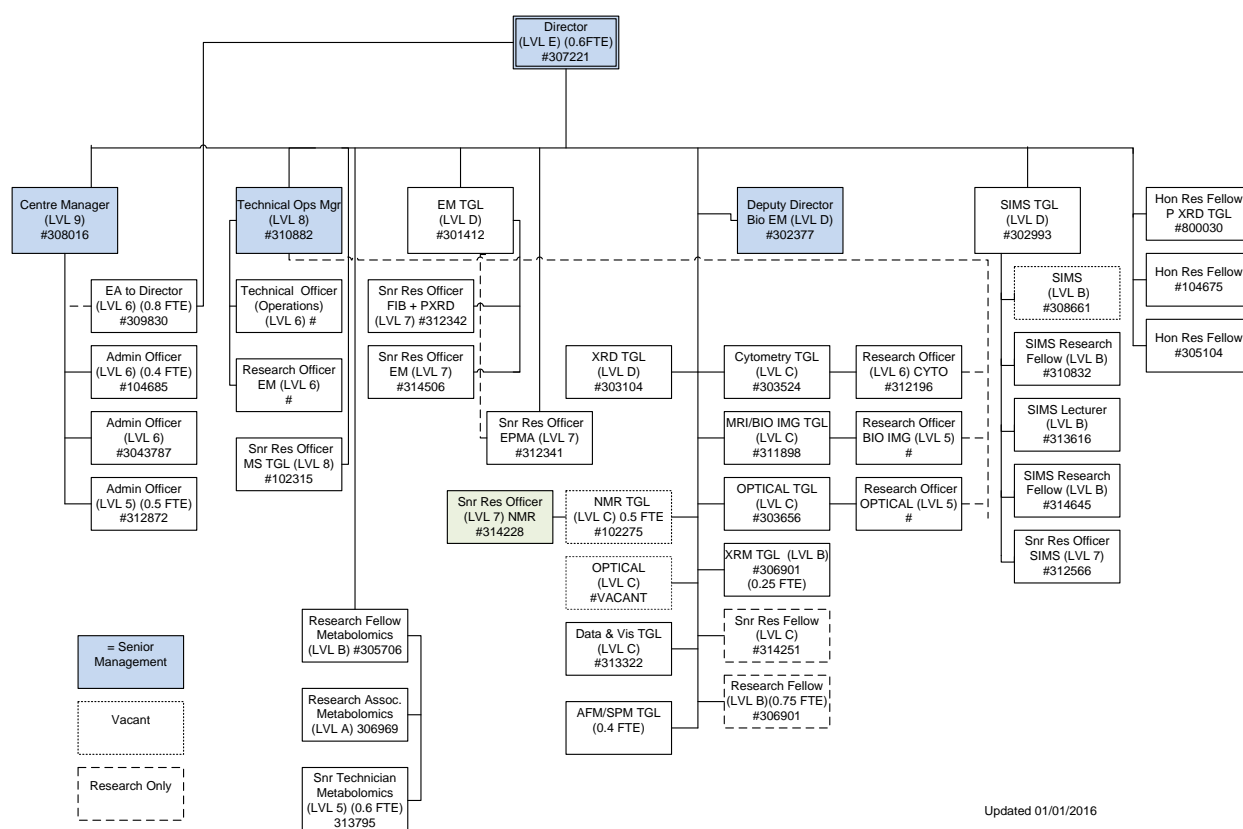 Director
(LVL E) (0.6FTE)
#307221
Centre Manager
(LVL 9)
#308016
Technical Ops Mgr
(LVL 8)
#310882
EM TGL
(LVL D)
#301412
Deputy Director
Bio EM (LVL D)
#302377
SIMS TGL
(LVL D)
#302993
Hon Res Fellow
P XRD TGL
#800030
EA to Director
(LVL 6) (0.8 FTE)
#309830
Technical Officer
(Operations)
(LVL 6) #
Snr Res Officer
FIB + PXRD
(LVL 7) #312342
SIMS
(LVL B)
#308661
Hon Res Fellow
#104675
Admin Officer
(LVL 6) (0.4 FTE)
#104685
Research Officer
EM (LVL 6)
#
Snr Res Officer
EM (LVL 7)
#314506
XRD TGL
(LVL D)
#303104
Cytometry TGL
(LVL C)
#303524
Research Officer
(LVL 6) CYTO
#312196
SIMS Research
Fellow (LVL B)
#310832
Hon Res Fellow
#305104
Admin Officer
(LVL 6)
#3043787
Snr Res Officer
MS TGL (LVL 8)
#102315
Snr Res Officer
EPMA (LVL 7)
#312341
MRI/BIO IMG TGL
(LVL C)
#311898
Research Officer
BIO IMG (LVL 5)
#
SIMS Lecturer
(LVL B)
#313616
Admin Officer
(LVL 5) (0.5 FTE)
#312872
Snr Res Officer
(LVL 7) NMR
#314228
NMR TGL
(LVL C) 0.5 FTE
#102275
OPTICAL TGL
(LVL C)
#303656
Research Officer
OPTICAL (LVL 5)
#
SIMS Research
Fellow (LVL B)
#314645
OPTICAL
(LVL C)
#VACANT
XRM TGL (LVL B)
#306901
(0.25 FTE)
Snr Res Officer
SIMS (LVL 7)
#312566
Research Fellow
Metabolomics
(LVL B) #305706
Data & Vis TGL
(LVL C)
#313322
Snr Res Fellow
(LVL C)
#314251
Research Assoc.
Metabolomics
(LVL A) 306969
AFM/SPM TGL
(0.4 FTE)
Research Fellow
(LVL B)(0.75 FTE)
#306901
Snr Technician
Metabolomics
(LVL 5) (0.6 FTE)
313795
= Senior
Management
Vacant
Research Only
Updated 01/01/2016